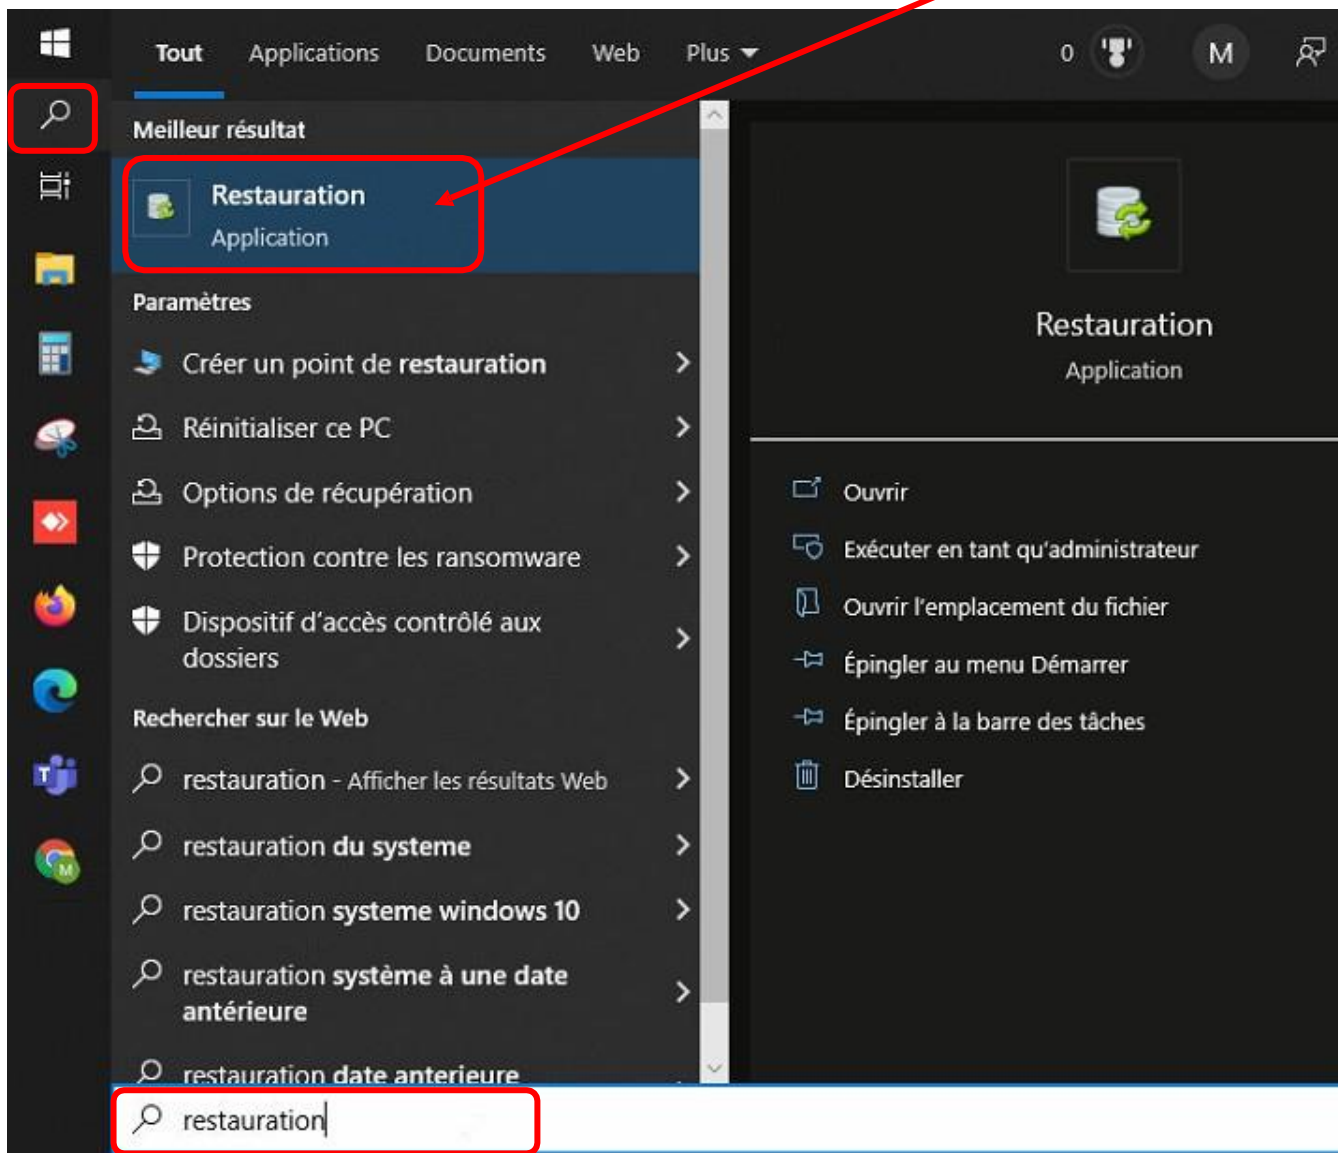 Tout Applications Documents Web Plus 0 M
Meilleur résultat
Restauration
Application
Paramètres
Créer un point de restauration
Réinitialiser ce PC
Options de récupération
Protection contre les ransomware
Dispositif d'accès contrôlé aux
dossiers
Rechercher sur le Web
restauration - Afficher les résultats Web
restauration du systeme
restauration systeme windows 10
restauration système à une date
antérieure
restauration date anterieure
restauration
Restauration
Application
Ouvrir
Exécuter en tant qu'administrateur
Ouvrir l'emplacement du fichier
Épingler au menu Démarrer
Épingler à la barre des tâches
Désinstaller
T
M